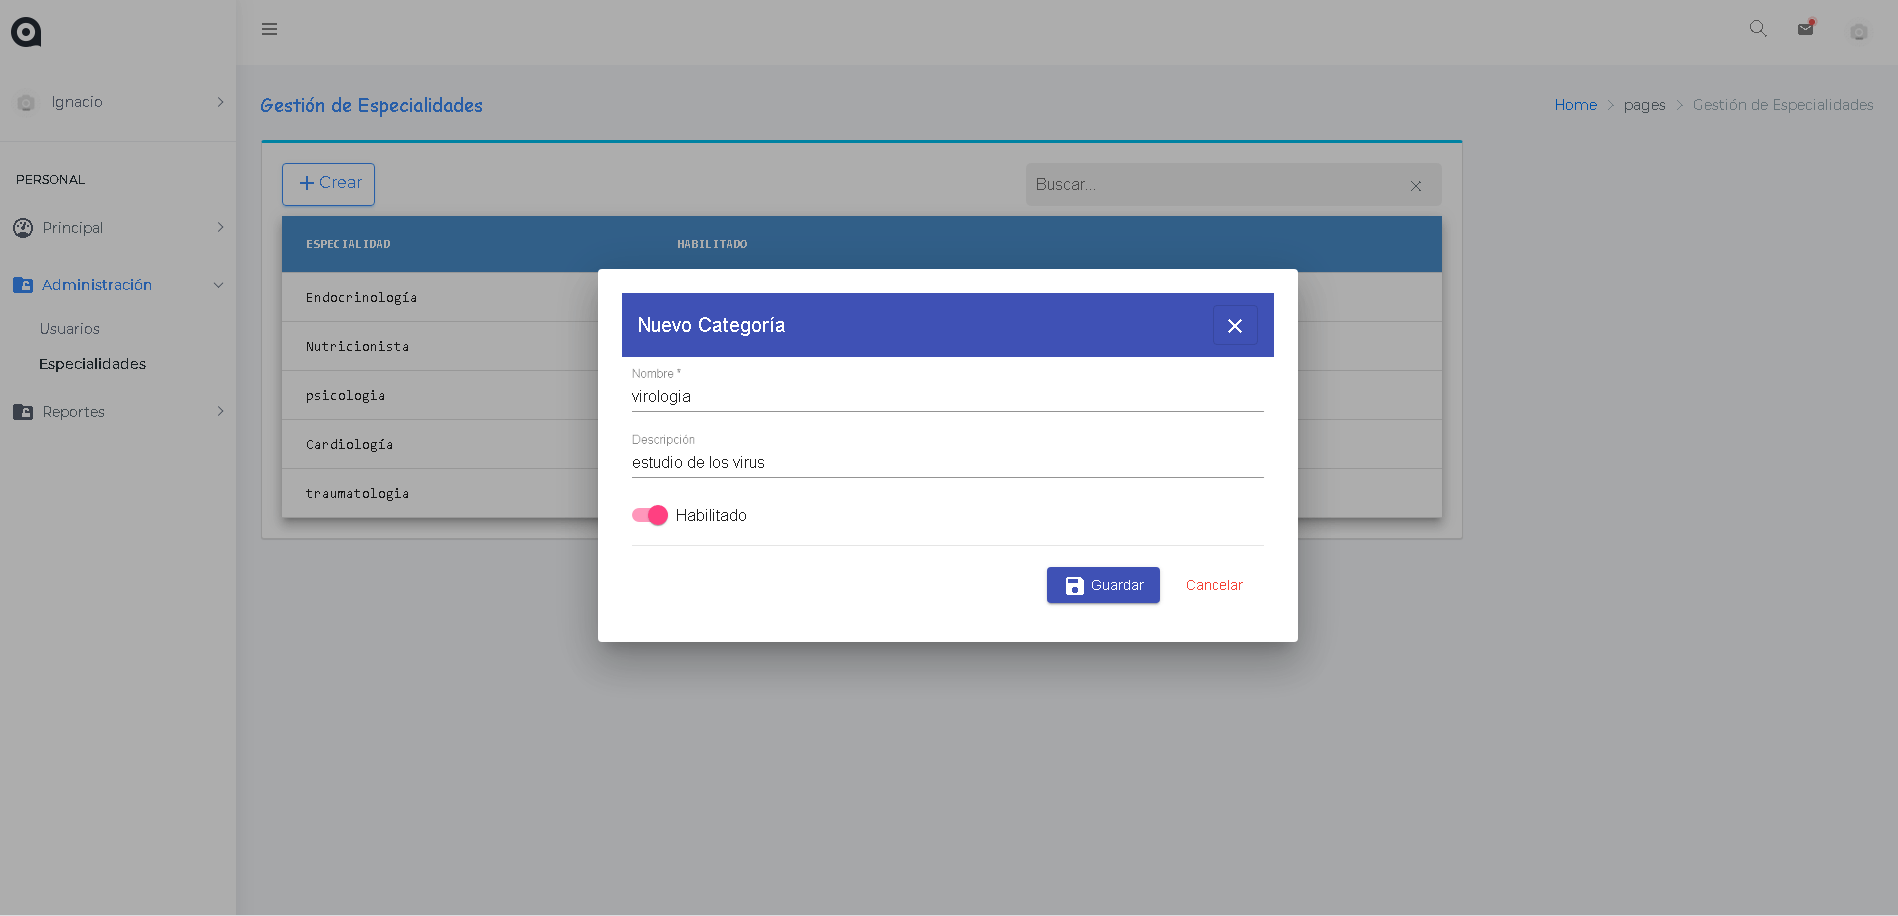 Ignacio
PERSONAL
Principal
Administración
Usuarios
Especialidades
Reportes
Gestión de Especialidades
Home > pages > Gestión de Especialidades
+ Crear
Buscar...
ESPECIALIDAD HABILITADO
Endocrinología
Nutricionista
psicologia
Cardiología
traumatologia
Nuevo Categoría
Nombre *
virologia
Descripción
estudio de los virus
Habilitado
Guardar Cancelar